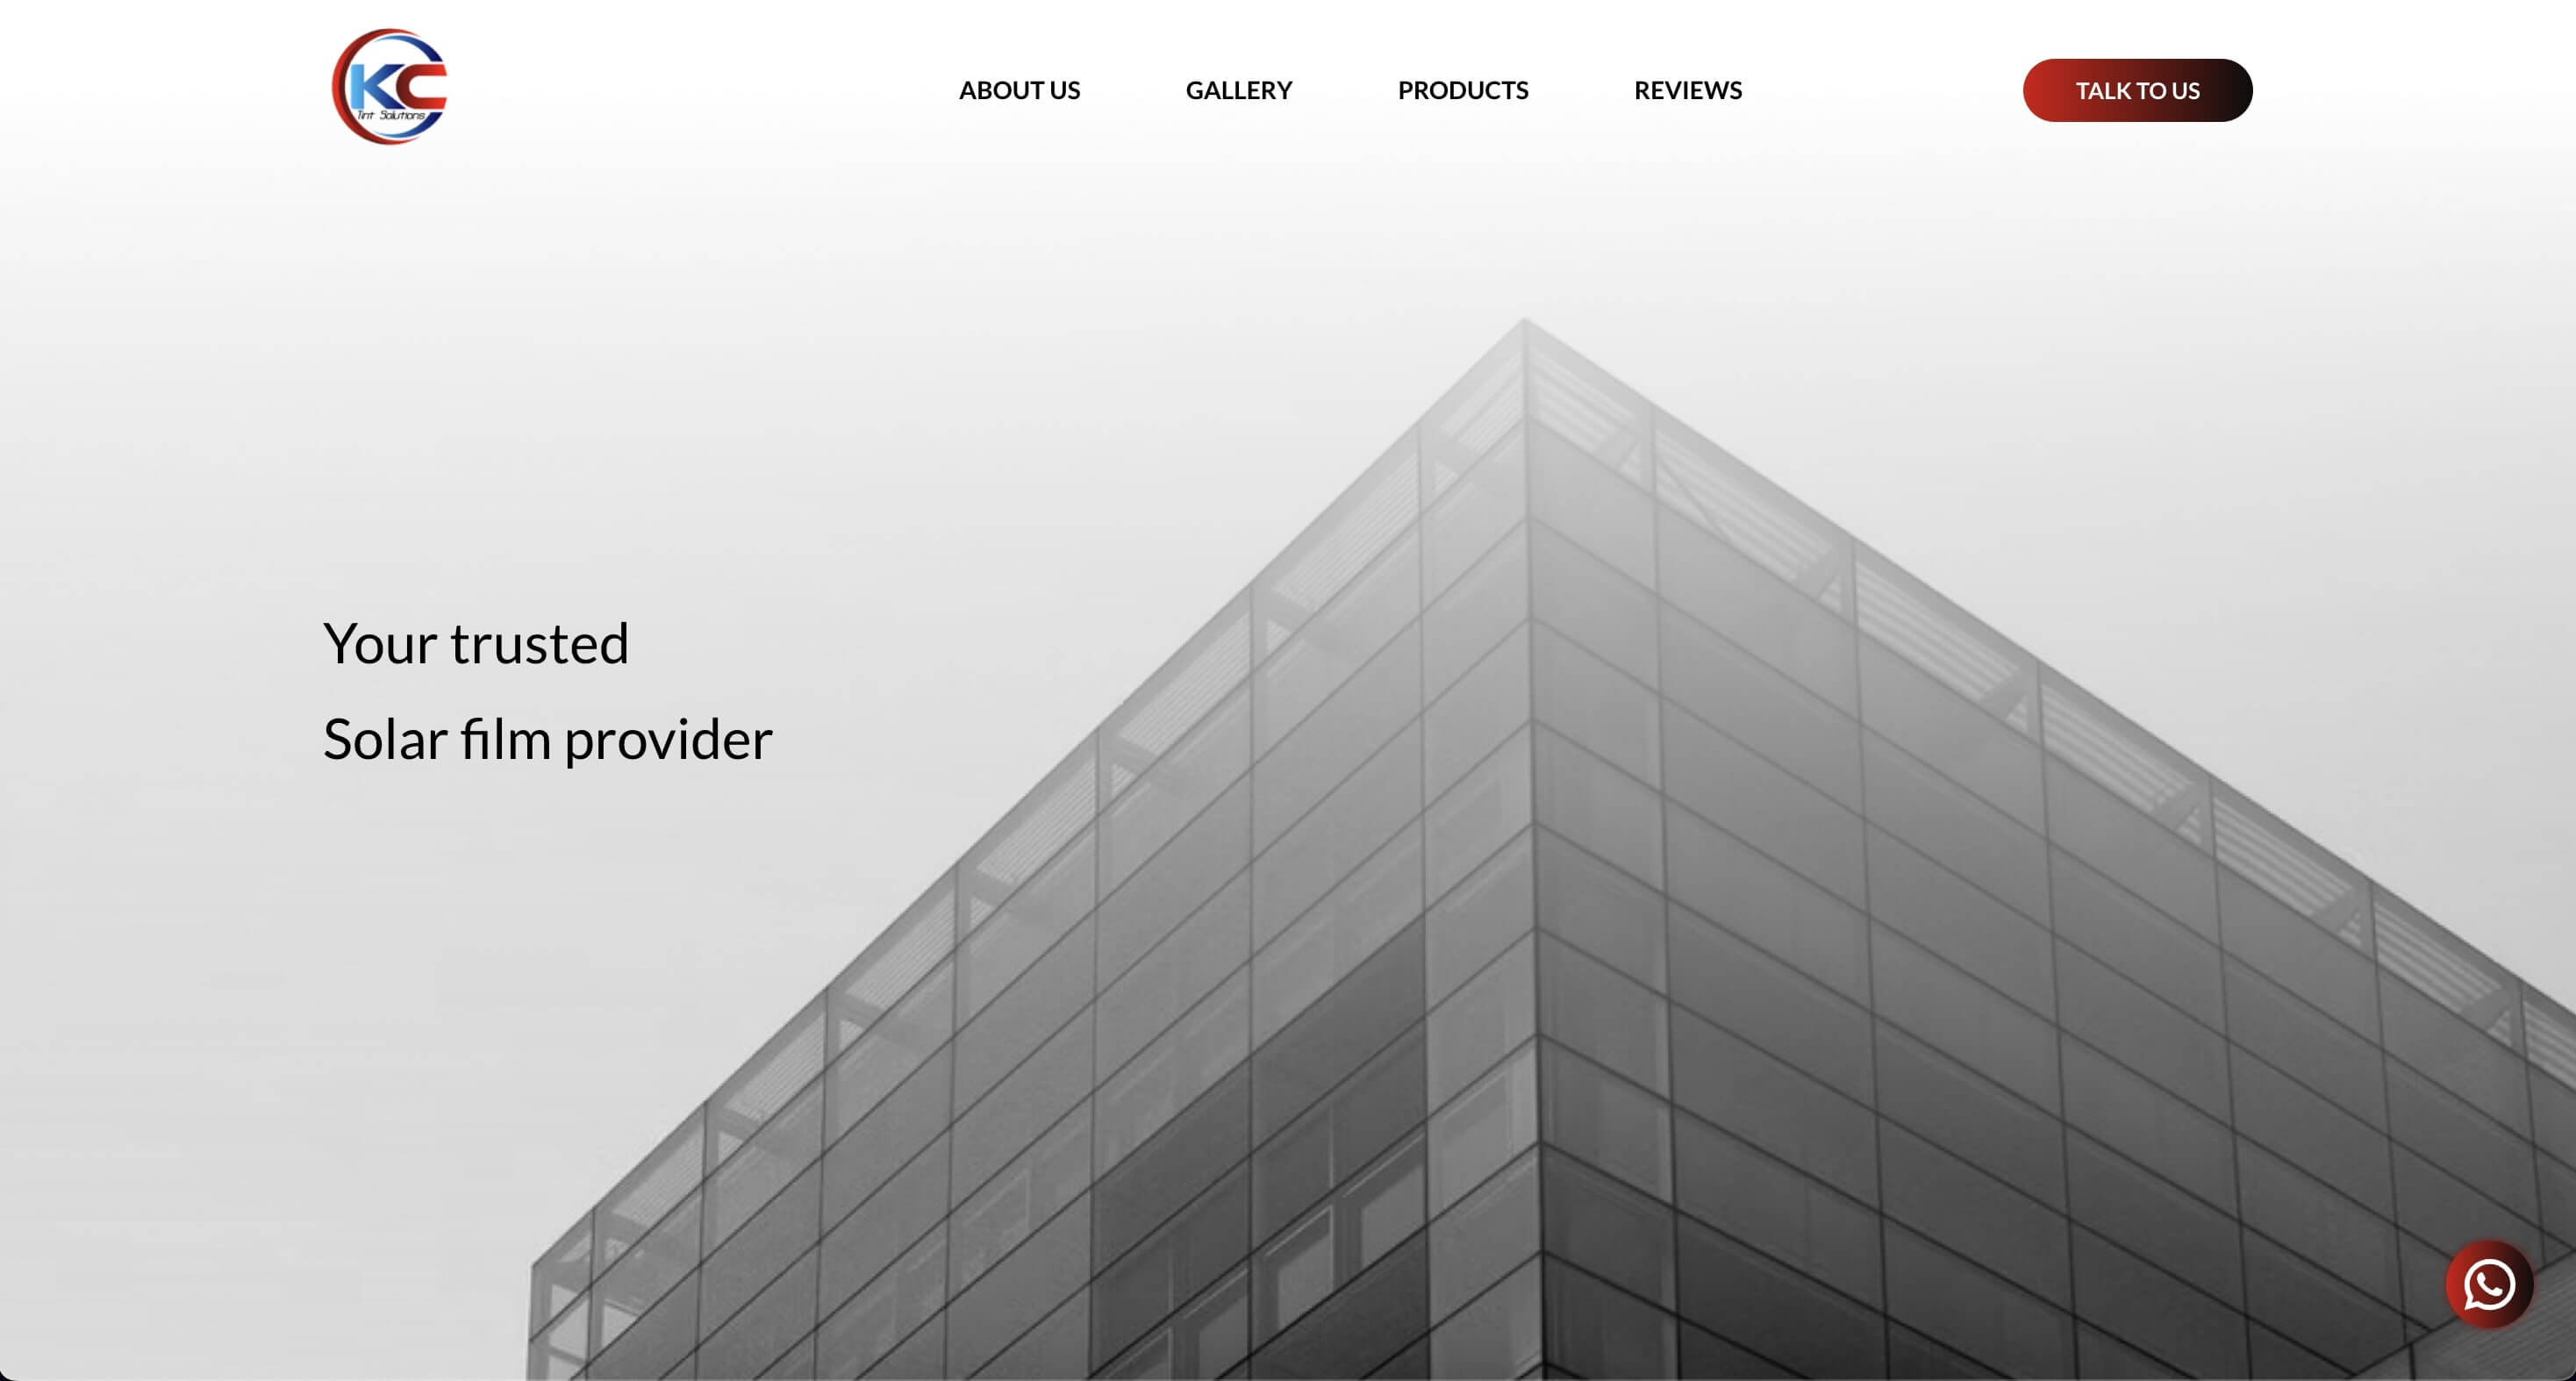 KC
Tint Solutions
ABOUT US
GALLERY
PRODUCTS
REVIEWS
TALK TO US
Your trusted
Solar film provider